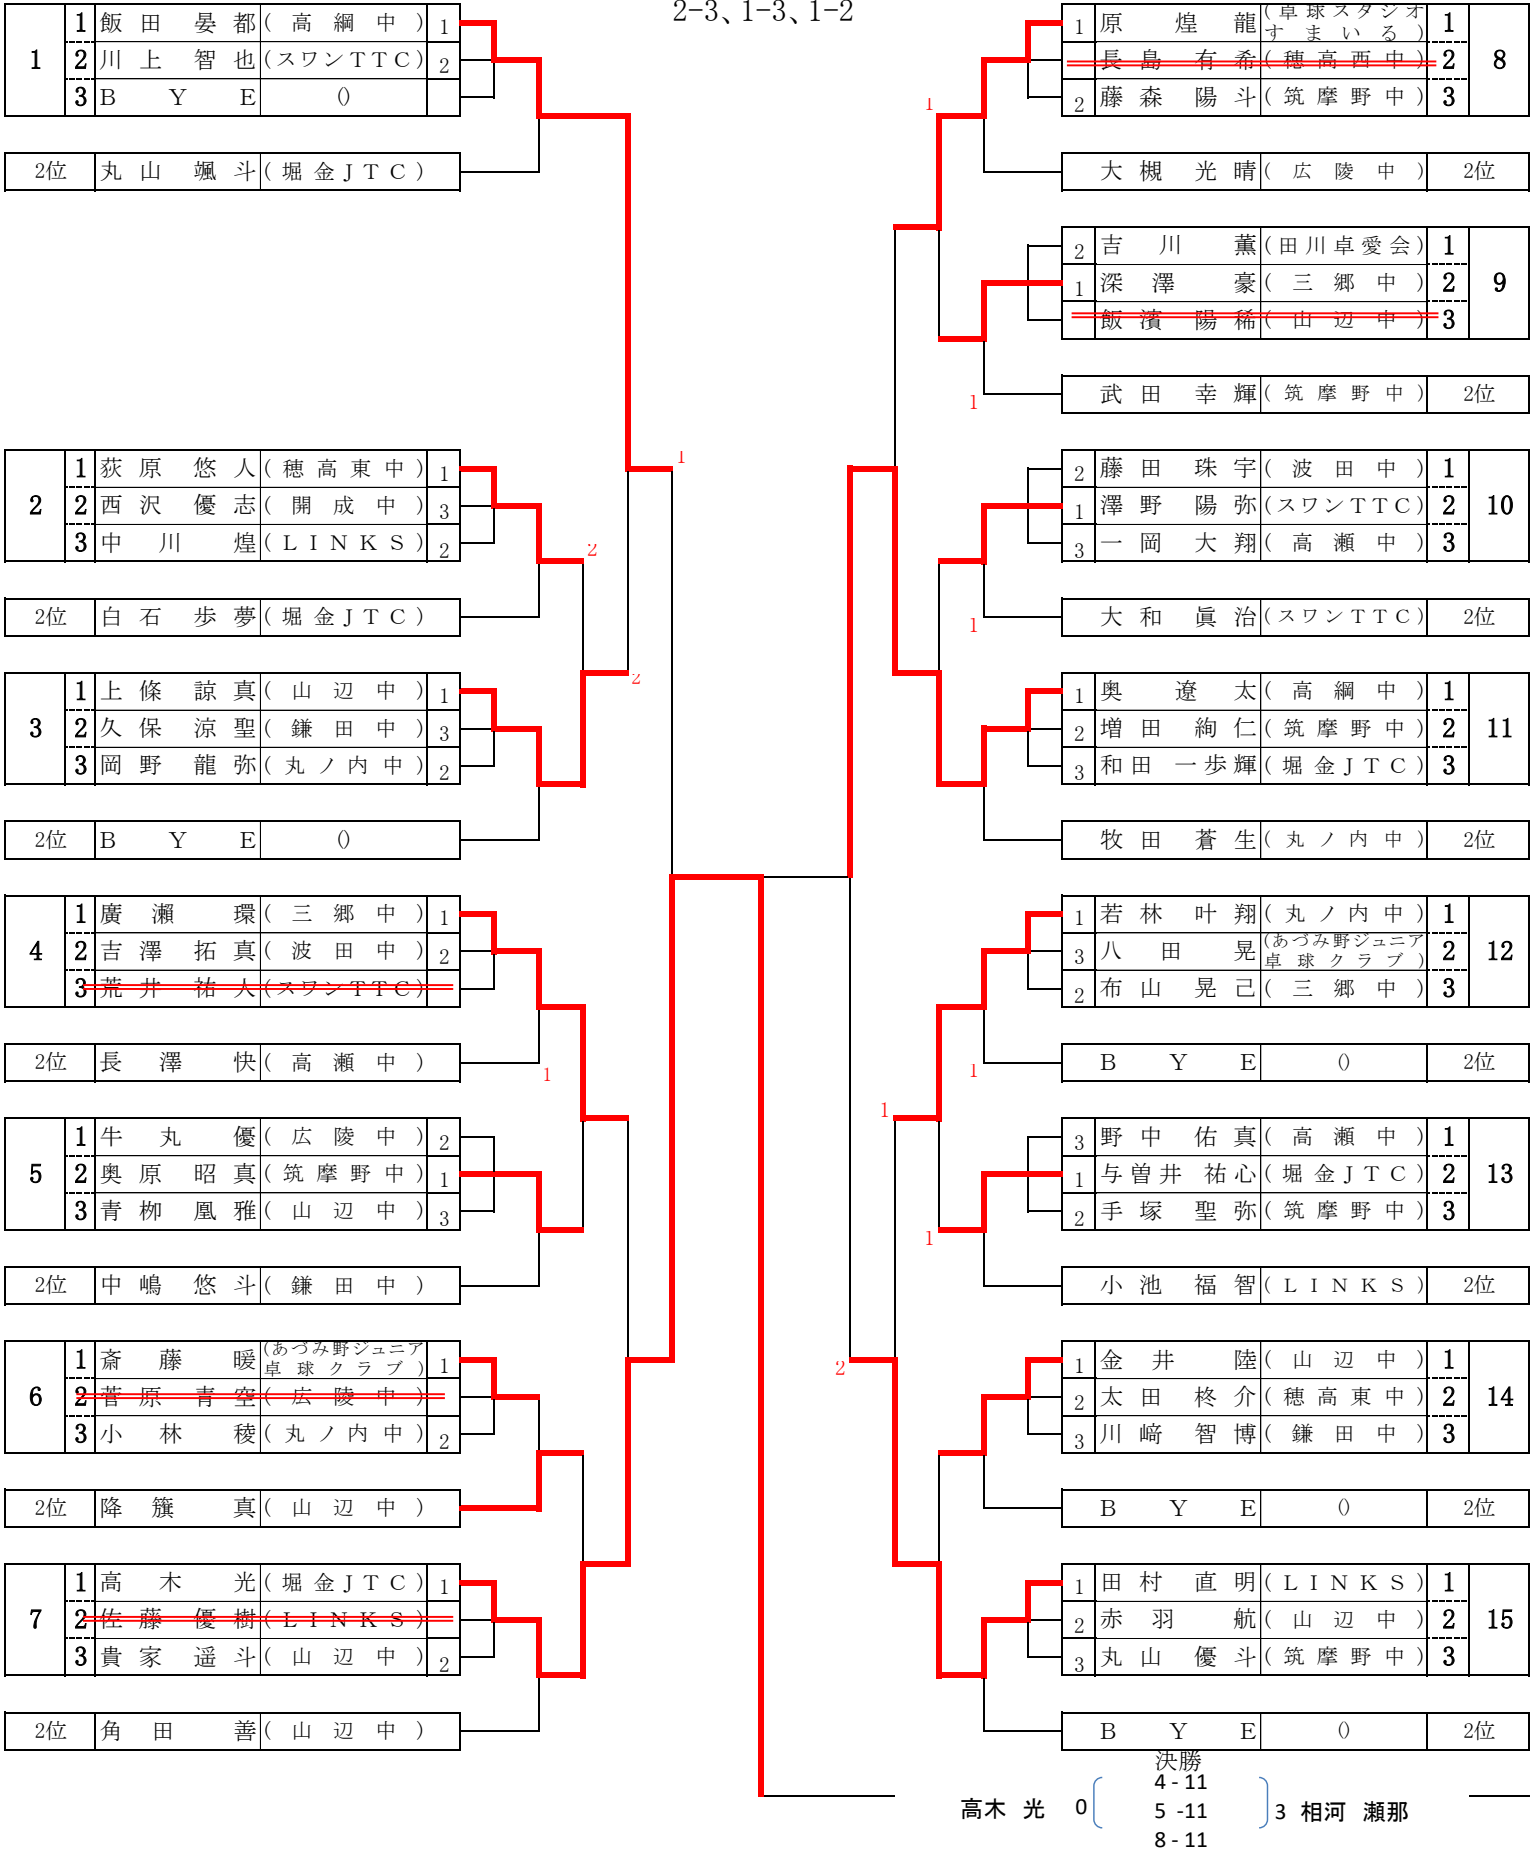 2-3、1-3、1-2
1 飯田 晏都 (高綱中) 1
1 2 川上 智也 (スワンTTC) 2
3 BYE ()
2位 丸山 颯斗 (堀金JTC)
1
2 1 荻原 悠人 (穂高東中) 1
2 西沢 優志 (開成中) 3
3 中川 煌 (LINKS) 2
2
2位 白石 歩夢 (堀金JTC)
2
3 1 上條 諒真 (山辺中) 1
2 久保 涼聖 (鎌田中) 3
3 岡野 龍弥 (丸ノ内中) 2
2位 BYE ()
4 1 廣瀬 環 (三郷中) 1
2 吉澤 拓真 (波田中) 2
3 荒井 祐人 (スワンTTC)
2位 長澤 快 (高瀬中)
1
5 1 牛丸 優 (広陵中) 2
2 奥原 昭真 (筑摩野中) 1
3 青柳 凰雅 (山辺中) 3
2位 中嶋 悠斗 (鎌田中)
6 1 斎藤 暖 (あづみ野ジュニア卓球クラブ) 1
2 菅原 青空 (広陵中)
3 小林 稜 (丸ノ内中) 2
2位 降籏 真 (山辺中)
7 1 高木 光 (堀金JTC) 1
2 佐藤 優樹 (LINKS)
3 貴家 遥斗 (山辺中) 2
2位 角田 善 (山辺中)
1 原 煌龍 (卓球スタジオすまいる) 1
長島 有希 (穂高西中) 2 8
2 藤森 陽斗 (筑摩野中) 3
1
大槻 光晴 (広陵中) 2位
2 吉川 薫 (田川卓愛会) 1
1 深澤 豪 (三郷中) 2 9
飯濱 陽稀 (山辺中) 3
武田 幸輝 (筑摩野中) 2位
1
2 藤田 珠宇 (波田中) 1
1 澤野 陽弥 (スワンTTC) 2 10
3 一岡 大翔 (高瀬中) 3
大和 眞治 (スワンTTC) 2位
1
1 奥 遼太 (高綱中) 1
2 増田 絢仁 (筑摩野中) 2 11
3 和田 一歩輝 (堀金JTC) 3
牧田 蒼生 (丸ノ内中) 2位
1 若林 叶翔 (丸ノ内中) 1
3 八田 晃 (あづみ野ジュニア卓球クラブ) 2 12
2 布山 晃己 (三郷中) 3
BYE () 2位
1
1
3 野中 佑真 (高瀬中) 1
1 与曽井 祐心 (堀金JTC) 2 13
2 手塚 聖弥 (筑摩野中) 3
1
小池 福智 (LINKS) 2位
2
1 金井 陸 (山辺中) 1
2 太田 柊介 (穂高東中) 2 14
3 川﨑 智博 (鎌田中) 3
BYE () 2位
1 田村 直明 (LINKS) 1
2 赤羽 航 (山辺中) 2 15
3 丸山 優斗 (筑摩野中) 3
BYE () 2位
決勝
4 - 11
高木 光 0 5 -11 3 相河 瀬那
8 - 11